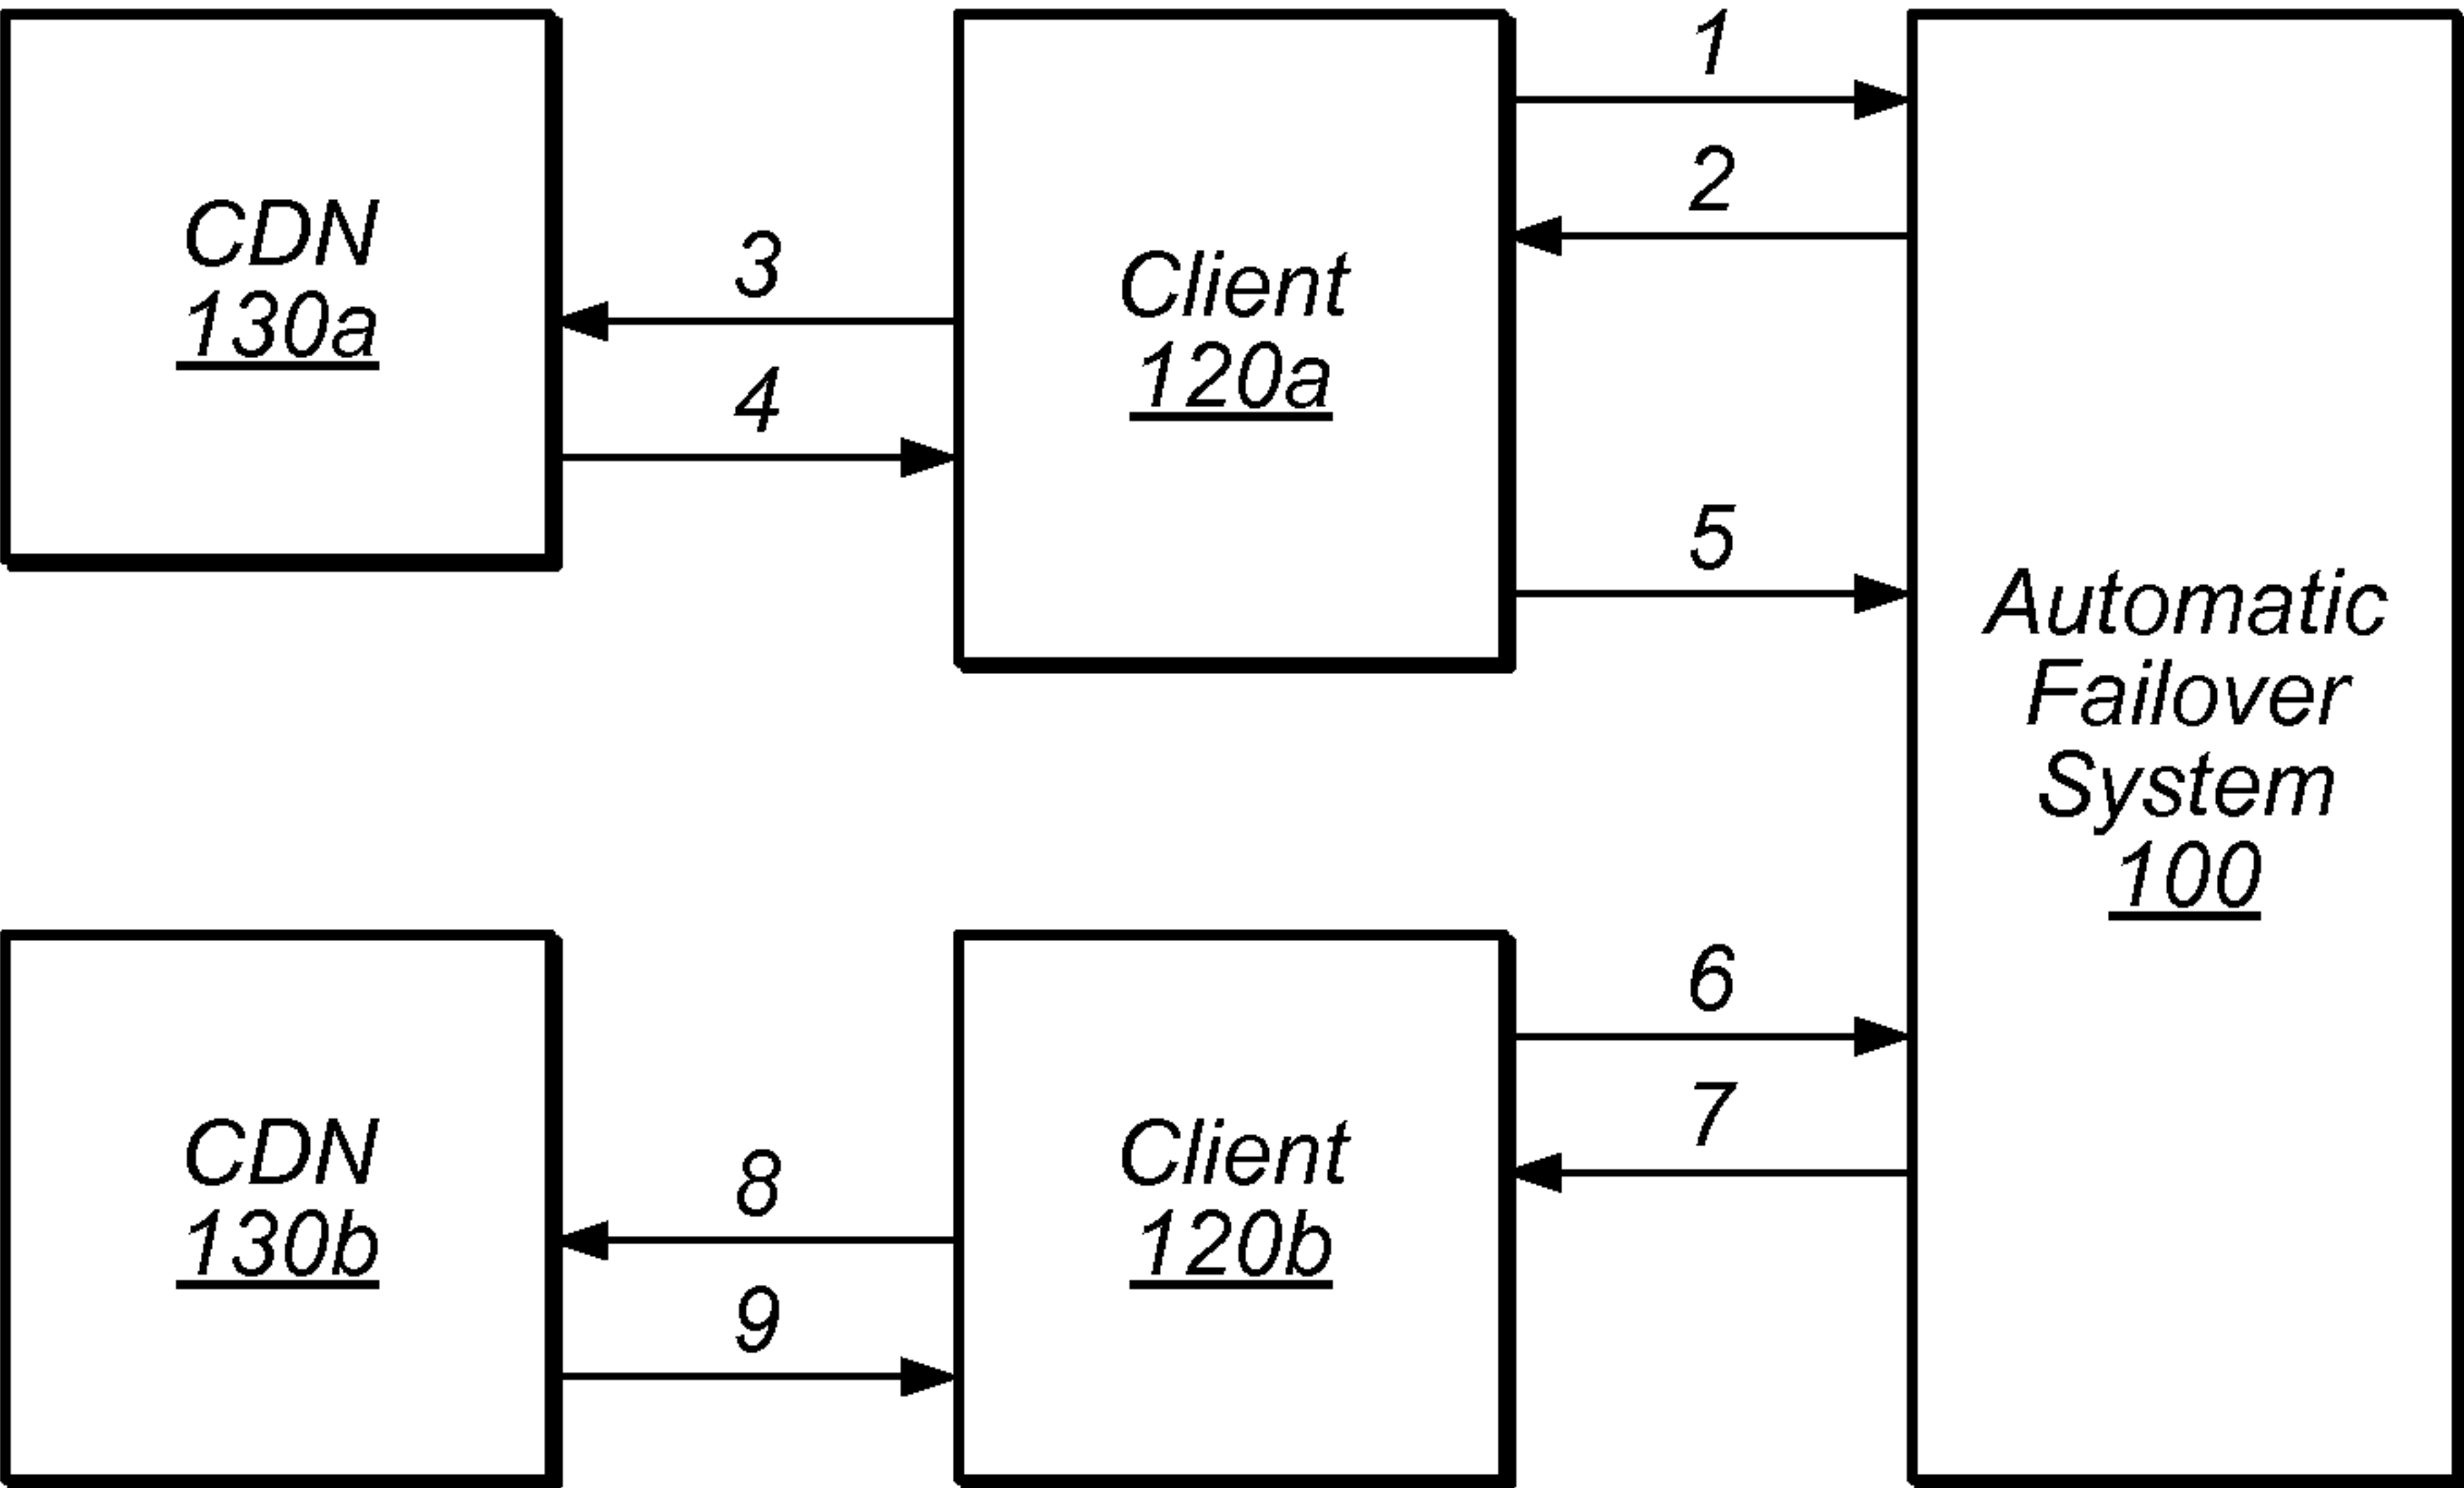 CDN
130a
3
4
Client
120a
1
2
5
Automatic
Failover
System
100
CDN
130b
8
9
Client
120b
6
7